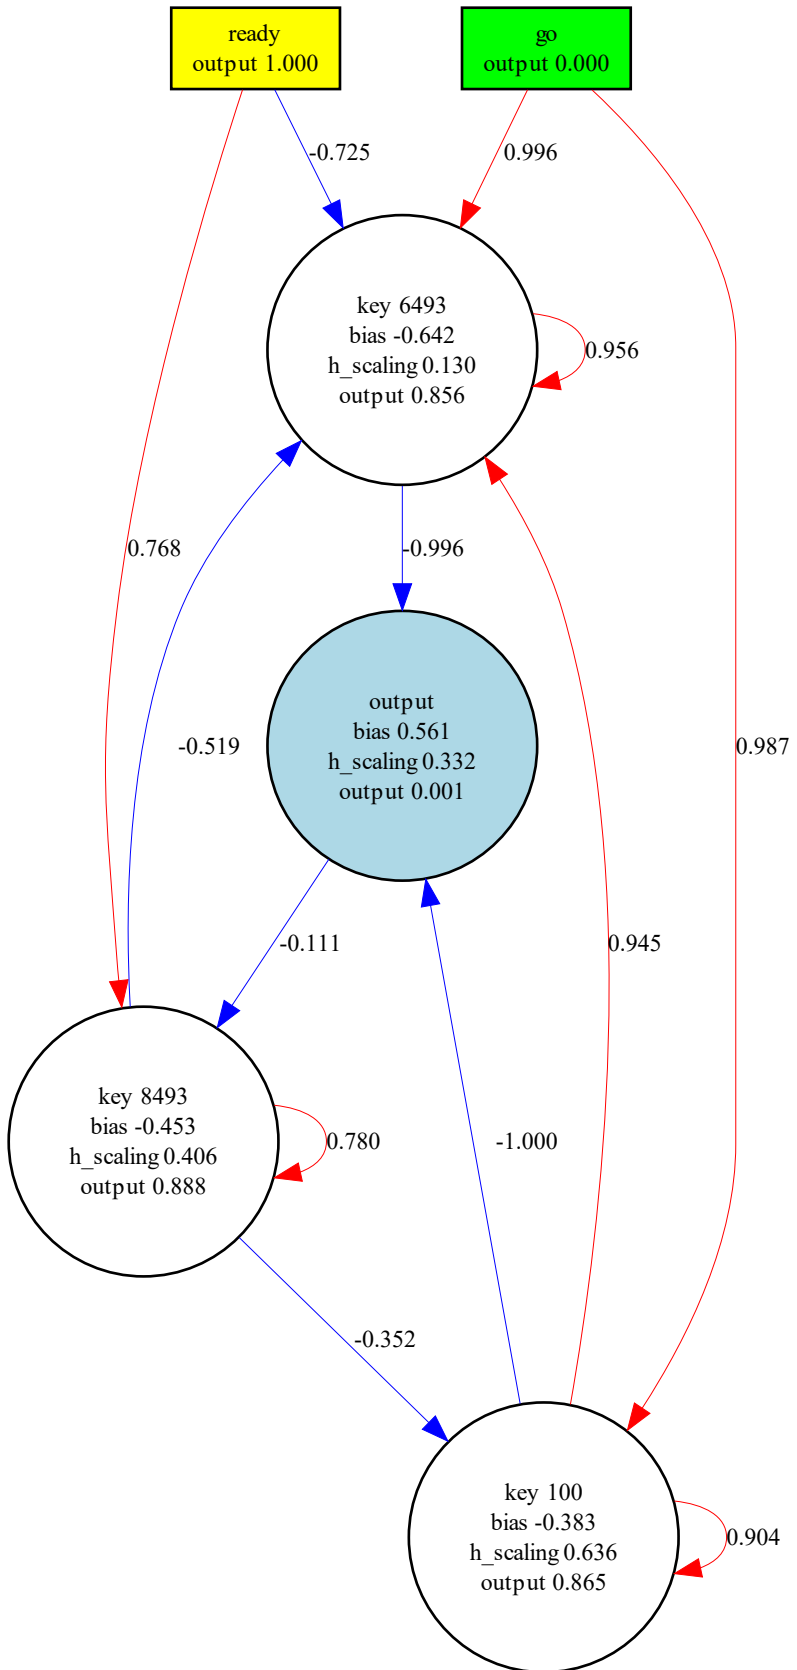 ready
output 1.000
go
output 0.000
-0.725
0.996
key 6493
bias -0.642
h_scaling 0.130
output 0.856
0.956
0.768
-0.996
-0.519
output
bias 0.561
h_scaling 0.332
output 0.001
0.987
-0.111
0.945
key 8493
bias -0.453
h_scaling 0.406
output 0.888
0.780
-1.000
-0.352
key 100
bias -0.383
h_scaling 0.636
output 0.865
0.904